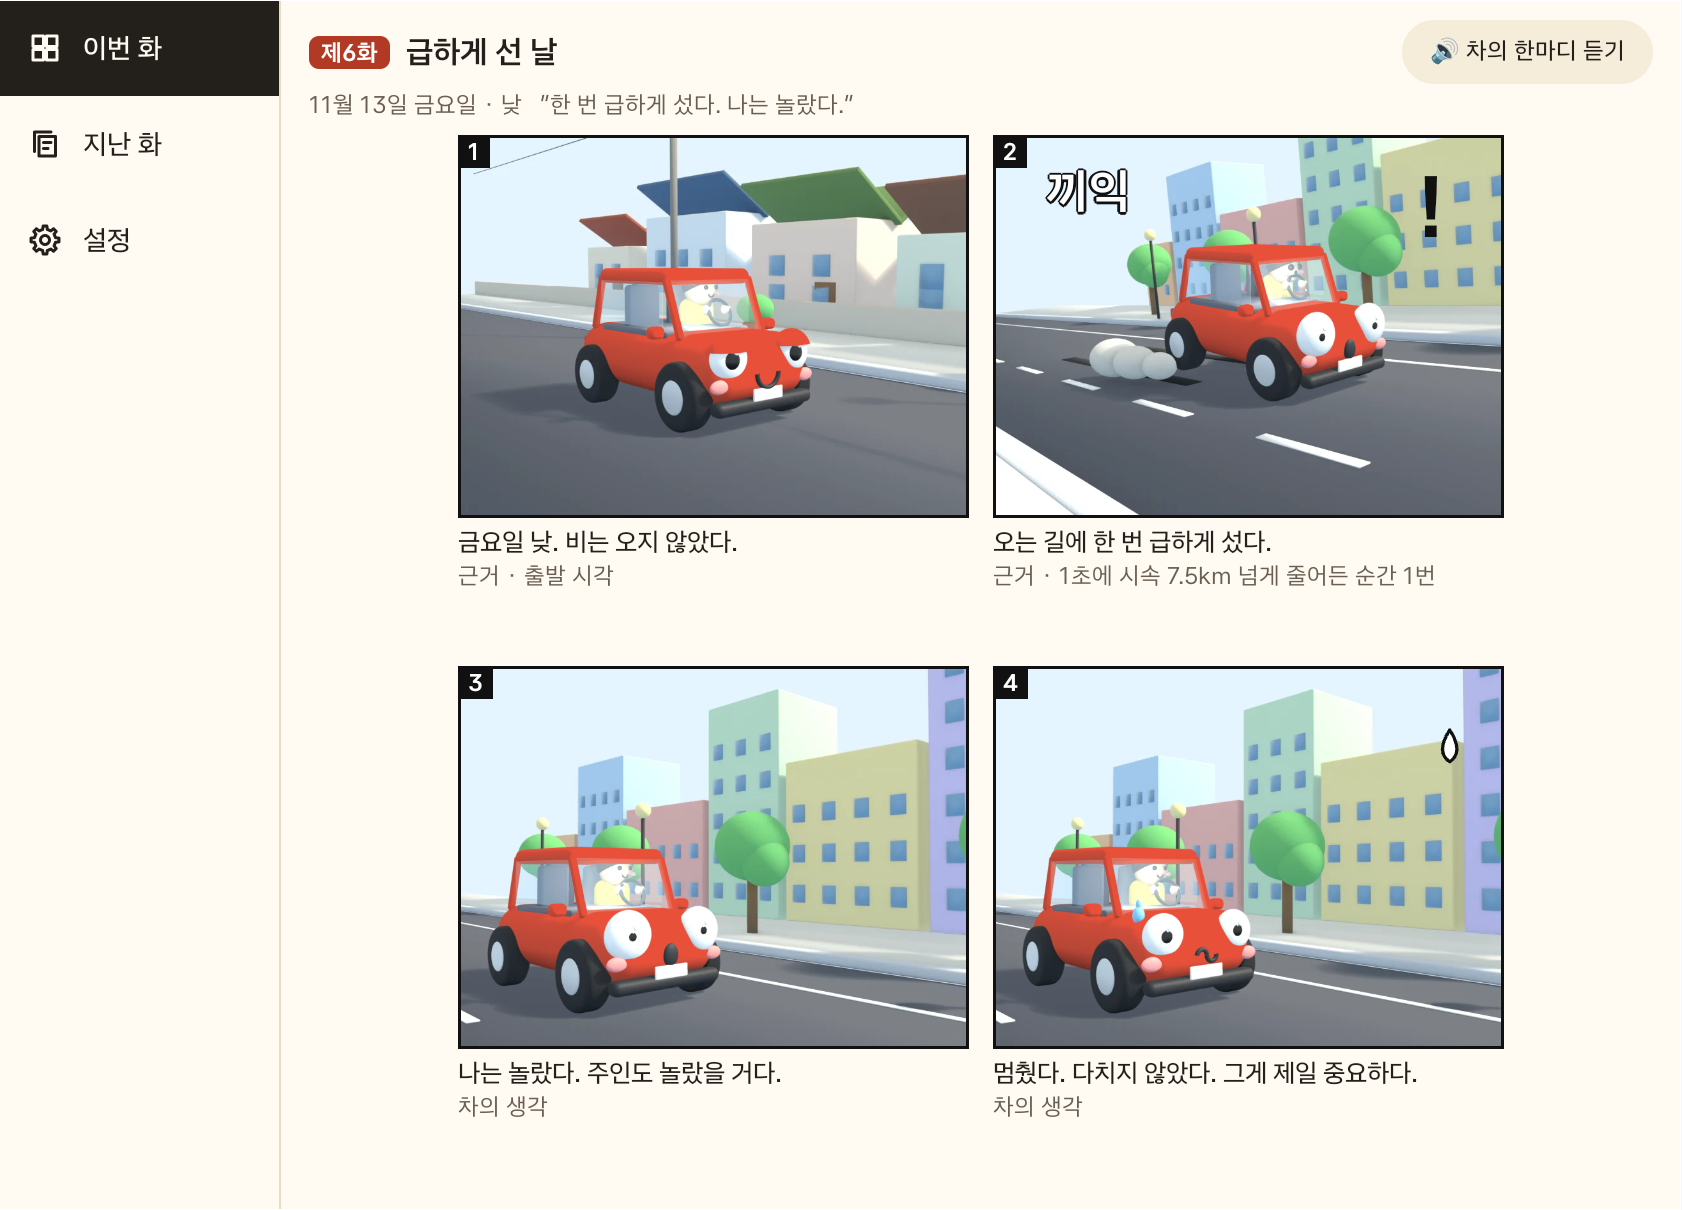 이번 화
지난 화
설정
제6화 급하게 선 날
🔊 차의 한마디 듣기
11월 13일 금요일 · 낮 "한 번 급하게 섰다. 나는 놀랐다."
1
2
끼익
!
금요일 낮. 비는 오지 않았다.
근거 · 출발 시각
오는 길에 한 번 급하게 섰다.
근거 · 1초에 시속 7.5km 넘게 줄어든 순간 1번
3
4
나는 놀랐다. 주인도 놀랐을 거다.
차의 생각
멈췄다. 다치지 않았다. 그게 제일 중요하다.
차의 생각